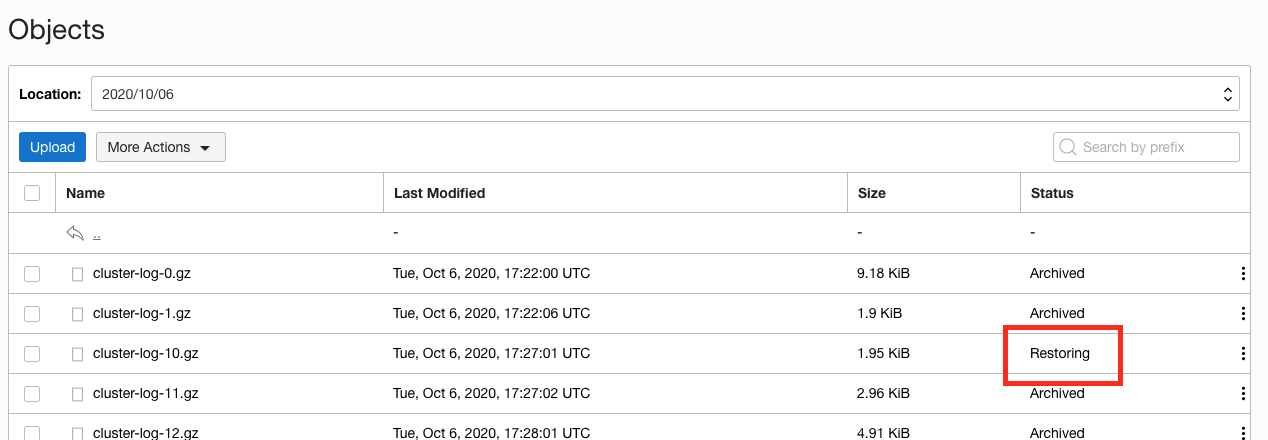 Objects
Location: 2020/10/06
Upload More Actions Search by prefix
Name Last Modified Size Status
.. - - -
cluster-log-0.gz Tue, Oct 6, 2020, 17:22:00 UTC 9.18 KiB Archived
cluster-log-1.gz Tue, Oct 6, 2020, 17:22:06 UTC 1.9 KiB Archived
cluster-log-10.gz Tue, Oct 6, 2020, 17:27:01 UTC 1.95 KiB Restoring
cluster-log-11.gz Tue, Oct 6, 2020, 17:27:02 UTC 2.96 KiB Archived
cluster-log-12.gz Tue, Oct 6, 2020, 17:28:01 UTC 4.91 KiB Archived